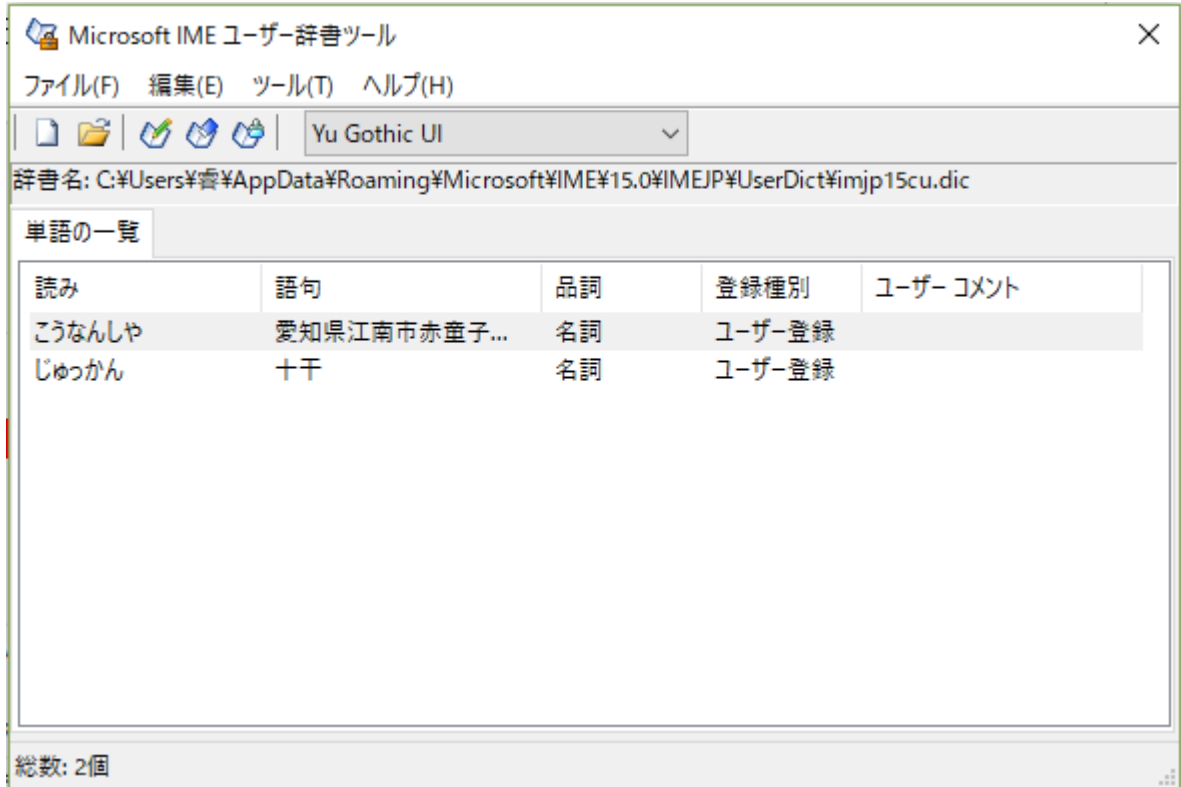 Microsoft IME ユーザー辞書ツール
ファイル(F) 編集(E) ツール(T) ヘルプ(H)
Yu Gothic UI
辞書名: C:¥Users¥睿¥AppData¥Roaming¥Microsoft¥IME¥15.0¥IMEJP¥UserDict¥imjp15cu.dic
単語の一覧
読み 語句 品詞 登録種別 ユーザー コメント
こうなんしや 愛知県江南市赤童子... 名詞 ユーザー登録
じゅっかん 十干 名詞 ユーザー登録
総数: 2個